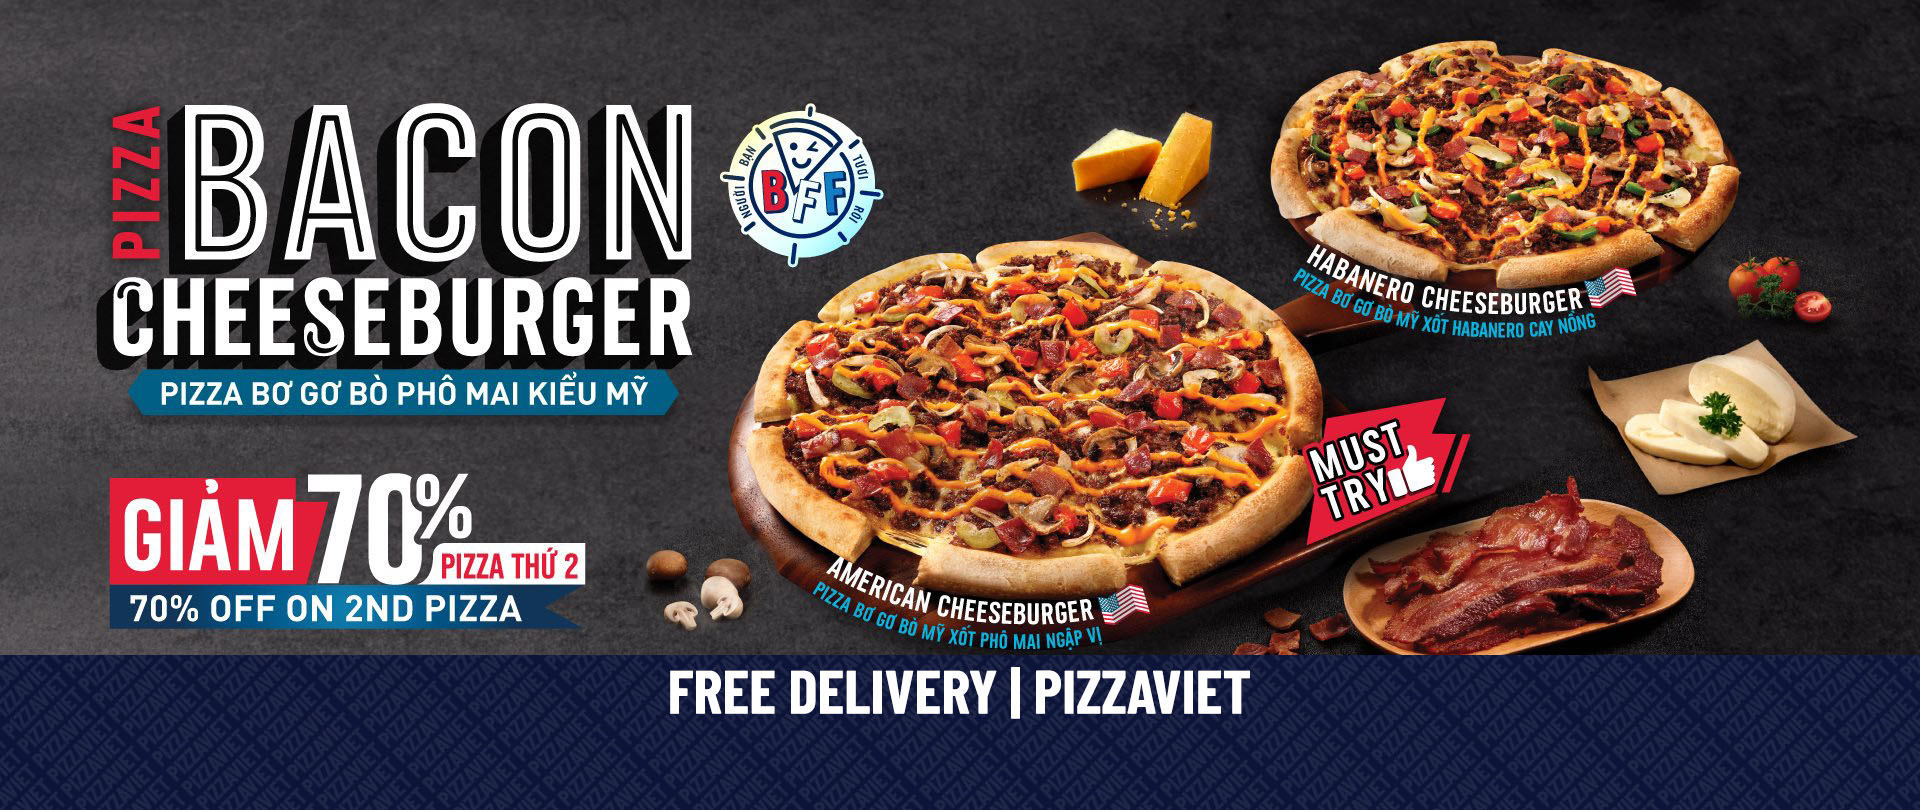 PIZZA
BACON
CHEESEBURGER
PIZZA BƠ GƠ BÒ PHÔ MAI KIỂU MỸ
GIẢM 70%
PIZZA THỨ 2
70% OFF ON 2ND PIZZA
NGƯỜI BẠN TƯƠI RÓI
BFF
HABANERO CHEESEBURGER
PIZZA BƠ GƠ BÒ MỸ XỐT HABANERO CAY NỒNG
MUST
TRY
AMERICAN CHEESEBURGER
PIZZA BƠ GƠ BÒ MỸ XỐT PHÔ MAI NGẬP VỊ
FREE DELIVERY | PIZZAVIET